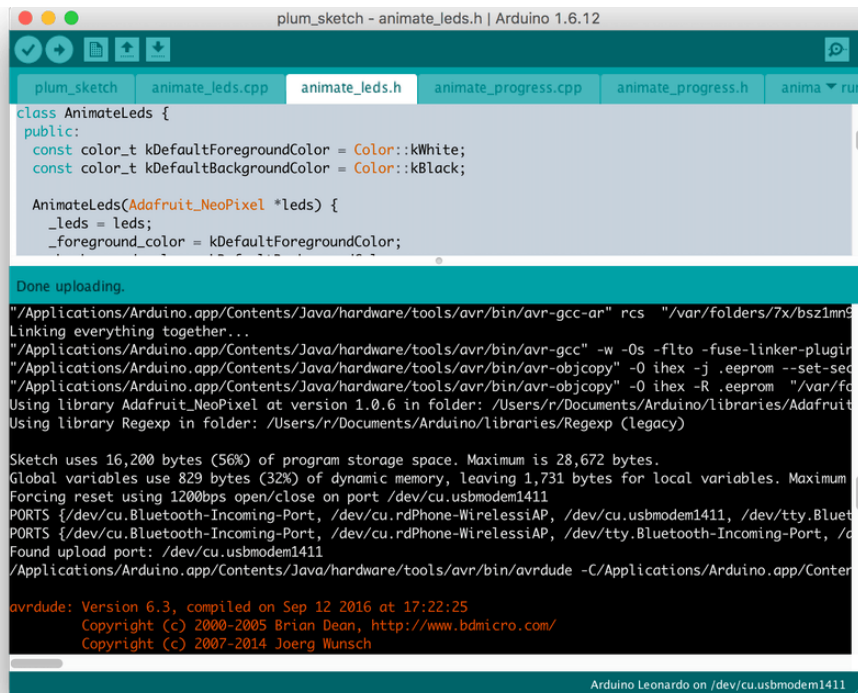 plum_sketch - animate_leds.h | Arduino 1.6.12
plum_sketch animate_leds.cpp animate_leds.h animate_progress.cpp animate_progress.h anima ru
class AnimateLeds {
public:
const color_t kDefaultForegroundColor = Color::kWhite;
const color_t kDefaultBackgroundColor = Color::kBlack;
AnimateLeds(Adafruit_NeoPixel *leds) {
_leds = leds;
_foreground_color = kDefaultForegroundColor;
Done uploading.
"/Applications/Arduino.app/Contents/Java/hardware/tools/avr/bin/avr-gcc-ar" rcs "/var/folders/7x/bsz1mn9
Linking everything together...
"/Applications/Arduino.app/Contents/Java/hardware/tools/avr/bin/avr-gcc" -w -Os -flto -fuse-linker-plugin
"/Applications/Arduino.app/Contents/Java/hardware/tools/avr/bin/avr-objcopy" -O ihex -j .eeprom --set-sec
"/Applications/Arduino.app/Contents/Java/hardware/tools/avr/bin/avr-objcopy" -O ihex -R .eeprom "/var/fo
Using library Adafruit_NeoPixel at version 1.0.6 in folder: /Users/r/Documents/Arduino/libraries/Adafruit
Using library Regexp in folder: /Users/r/Documents/Arduino/libraries/Regexp (legacy)
Sketch uses 16,200 bytes (56%) of program storage space. Maximum is 28,672 bytes.
Global variables use 829 bytes (32%) of dynamic memory, leaving 1,731 bytes for local variables. Maximum
Forcing reset using 1200bps open/close on port /dev/cu.usbmodem1411
PORTS {/dev/cu.Bluetooth-Incoming-Port, /dev/cu.rdPhone-WirelessiAP, /dev/cu.usbmodem1411, /dev/tty.Bluet
PORTS {/dev/cu.Bluetooth-Incoming-Port, /dev/cu.rdPhone-WirelessiAP, /dev/tty.Bluetooth-Incoming-Port, /d
Found upload port: /dev/cu.usbmodem1411
/Applications/Arduino.app/Contents/Java/hardware/tools/avr/bin/avrdude -C/Applications/Arduino.app/Conten
avrdude: Version 6.3, compiled on Sep 12 2016 at 17:22:25
Copyright (c) 2000-2005 Brian Dean, http://www.bdmicro.com/
Copyright (c) 2007-2014 Joerg Wunsch
Arduino Leonardo on /dev/cu.usbmodem1411